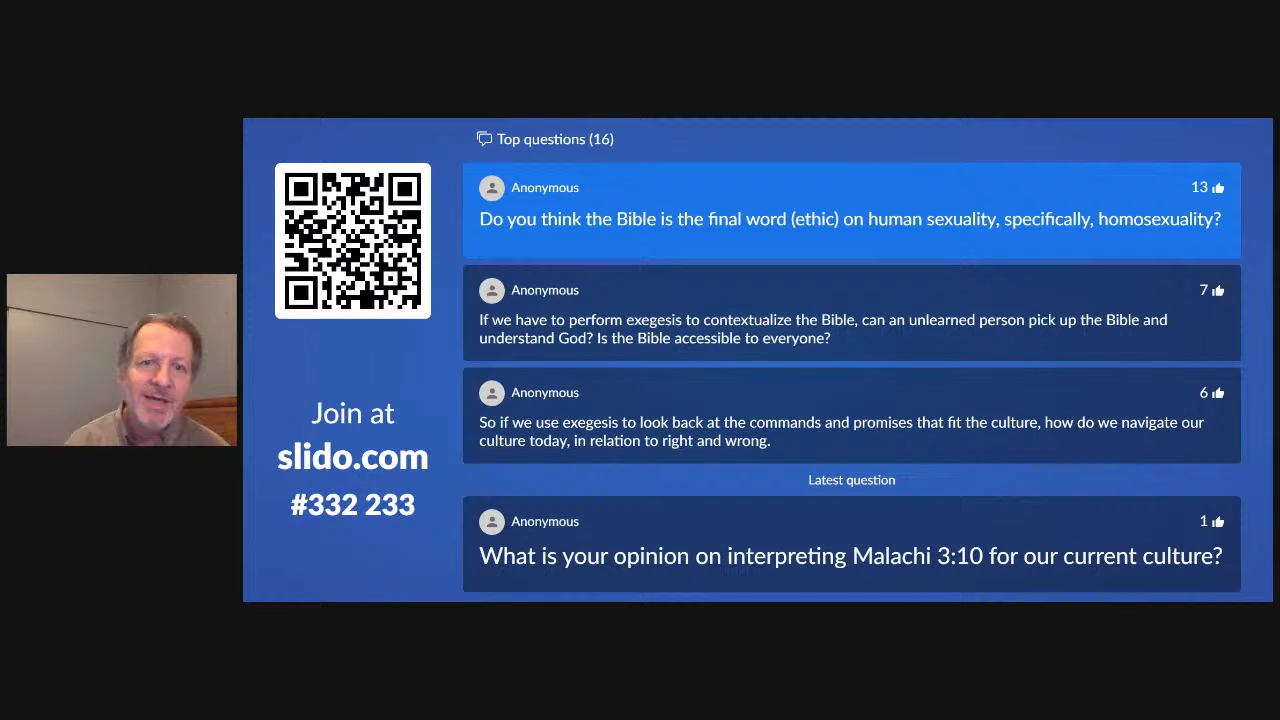 Top questions (16)
Anonymous
13
Do you think the Bible is the final word (ethic) on human sexuality, specifically, homosexuality?
Anonymous
7
If we have to perform exegesis to contextualize the Bible, can an unlearned person pick up the Bible and
understand God? Is the Bible accessible to everyone?
Anonymous
6
So if we use exegesis to look back at the commands and promises that fit the culture, how do we navigate our
culture today, in relation to right and wrong.
Latest question
Anonymous
1
What is your opinion on interpreting Malachi 3:10 for our current culture?
Join at
slido.com
#332 233